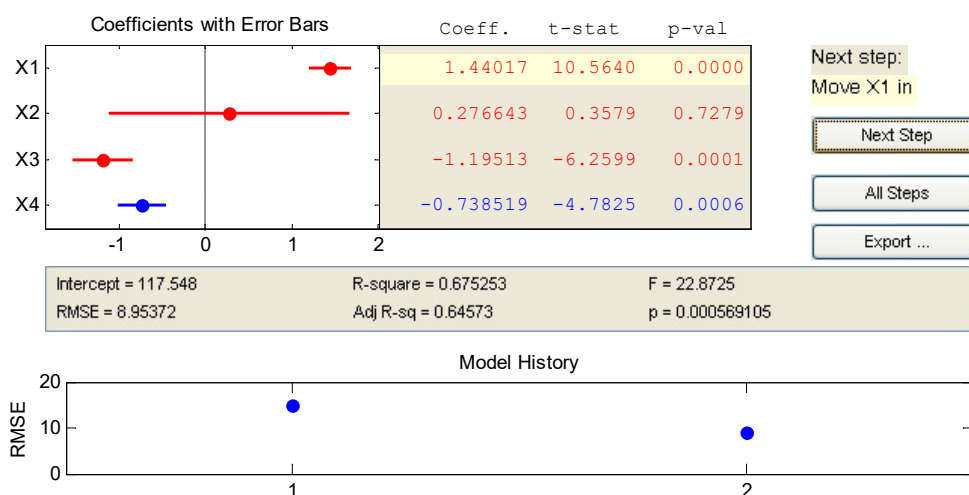 Coefficients with Error Bars Coeff. t-stat p-val
X1 1.44017 10.5640 0.0000
X2 0.276643 0.3579 0.7279
X3 -1.19513 -6.2599 0.0001
X4 -0.738519 -4.7825 0.0006
-1 0 1 2
Next step:
Move X1 in
Next Step
All Steps
Export ...
Intercept = 117.548 R-square = 0.675253 F = 22.8725
RMSE = 8.95372 Adj R-sq = 0.64573 p = 0.000569105
Model History
RMSE
20
10
0
1 2